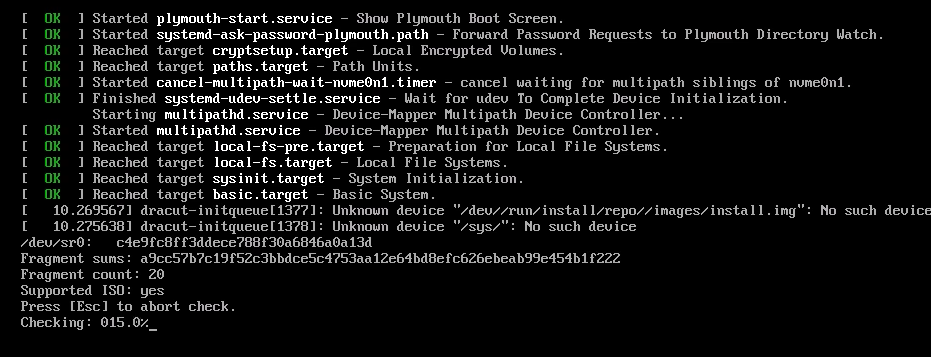 [  OK  ] Started plymouth-start.service - Show Plymouth Boot Screen.
[  OK  ] Started systemd-ask-password-plymouth.path - Forward Password Requests to Plymouth Directory Watch.
[  OK  ] Reached target cryptsetup.target - Local Encrypted Volumes.
[  OK  ] Reached target paths.target - Path Units.
[  OK  ] Started cancel-multipath-wait-nvme0n1.timer - cancel waiting for multipath siblings of nvme0n1.
[  OK  ] Finished systemd-udev-settle.service - Wait for udev To Complete Device Initialization.
         Starting multipathd.service - Device-Mapper Multipath Device Controller...
[  OK  ] Started multipathd.service - Device-Mapper Multipath Device Controller.
[  OK  ] Reached target local-fs-pre.target - Preparation for Local File Systems.
[  OK  ] Reached target local-fs.target - Local File Systems.
[  OK  ] Reached target sysinit.target - System Initialization.
[  OK  ] Reached target basic.target - Basic System.
[   10.269567] dracut-initqueue[1377]: Unknown device "/dev//run/install/repo//images/install.img": No such device
[   10.275638] dracut-initqueue[1378]: Unknown device "/sys/": No such device
/dev/sr0:   c4e9fc8ff3ddece788f30a6846a0a13d
Fragment sums: a9cc57b7c19f52c3bbdce5c4753aa12e64bd8efc626ebeab99e454b1f222
Fragment count: 20
Supported ISO: yes
Press [Esc] to abort check.
Checking: 015.0%_